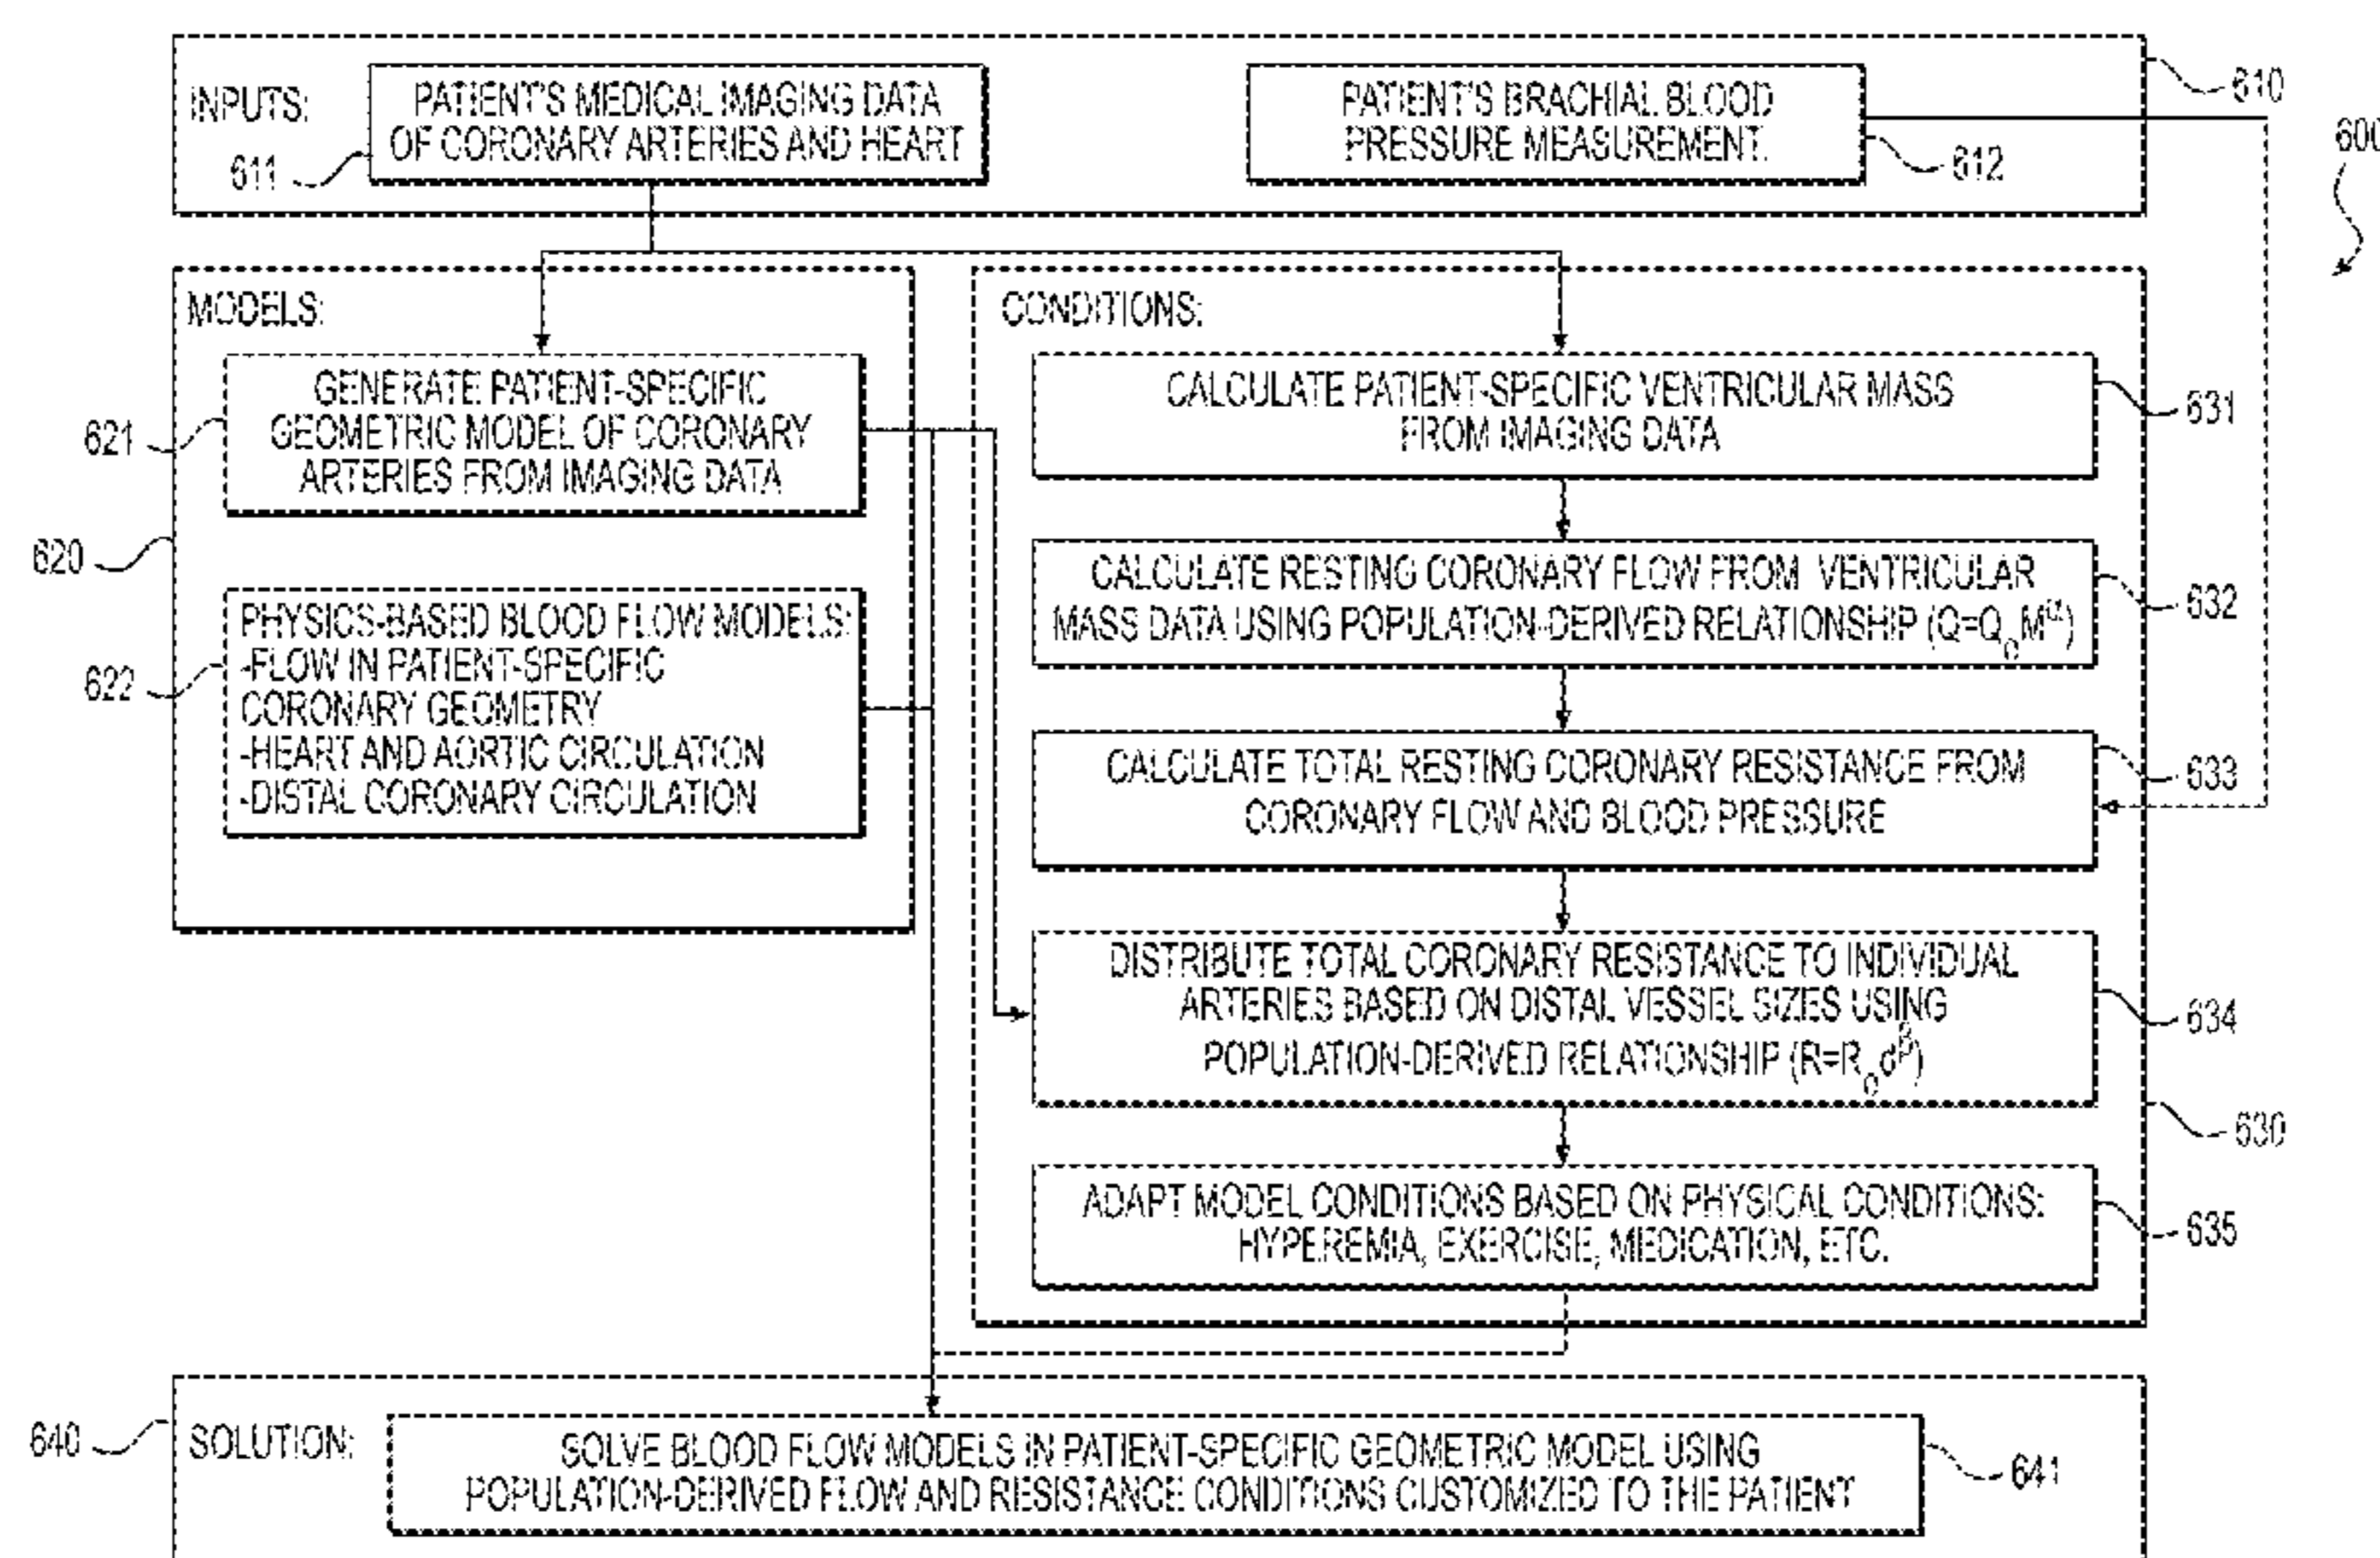 INPUTS:
PATIENT'S MEDICAL IMAGING DATA
OF CORONARY ARTERIES AND HEART
611
PATIENT'S BRACHIAL BLOOD
PRESSURE MEASUREMENT.
612
610
600
MODELS:
GENERATE PATIENT-SPECIFIC
GEOMETRIC MODEL OF CORONARY
ARTERIES FROM IMAGING DATA
621
620
PHYSICS-BASED BLOOD FLOW MODELS:
-FLOW IN PATIENT-SPECIFIC
CORONARY GEOMETRY
-HEART AND AORTIC CIRCULATION
-DISTAL CORONARY CIRCULATION
622
CONDITIONS:
CALCULATE PATIENT-SPECIFIC VENTRICULAR MASS
FROM IMAGING DATA
631
CALCULATE RESTING CORONARY FLOW FROM VENTRICULAR
MASS DATA USING POPULATION-DERIVED RELATIONSHIP (Q=Q₀M^α)
632
CALCULATE TOTAL RESTING CORONARY RESISTANCE FROM
CORONARY FLOW AND BLOOD PRESSURE
633
DISTRIBUTE TOTAL CORONARY RESISTANCE TO INDIVIDUAL
ARTERIES BASED ON DISTAL VESSEL SIZES USING
POPULATION-DERIVED RELATIONSHIP (R=R₀d^β)
634
630
ADAPT MODEL CONDITIONS BASED ON PHYSICAL CONDITIONS:
HYPEREMIA, EXERCISE, MEDICATION, ETC.
635
640
SOLUTION:
SOLVE BLOOD FLOW MODELS IN PATIENT-SPECIFIC GEOMETRIC MODEL USING
POPULATION-DERIVED FLOW AND RESISTANCE CONDITIONS CUSTOMIZED TO THE PATIENT
641